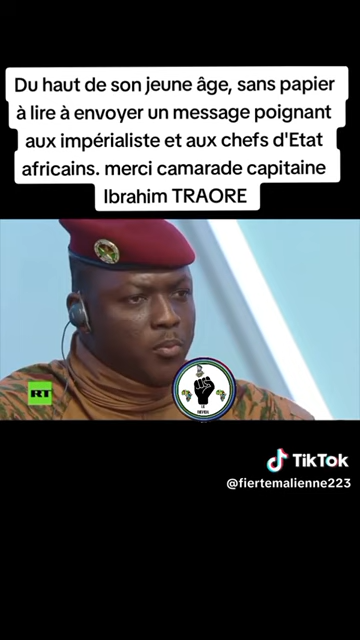 Du haut de son jeune âge, sans papier
à lire à envoyer un message poignant
aux impérialiste et aux chefs d'Etat
africains. merci camarade capitaine
Ibrahim TRAORE
RT
TikTok
@fiertemalienne223